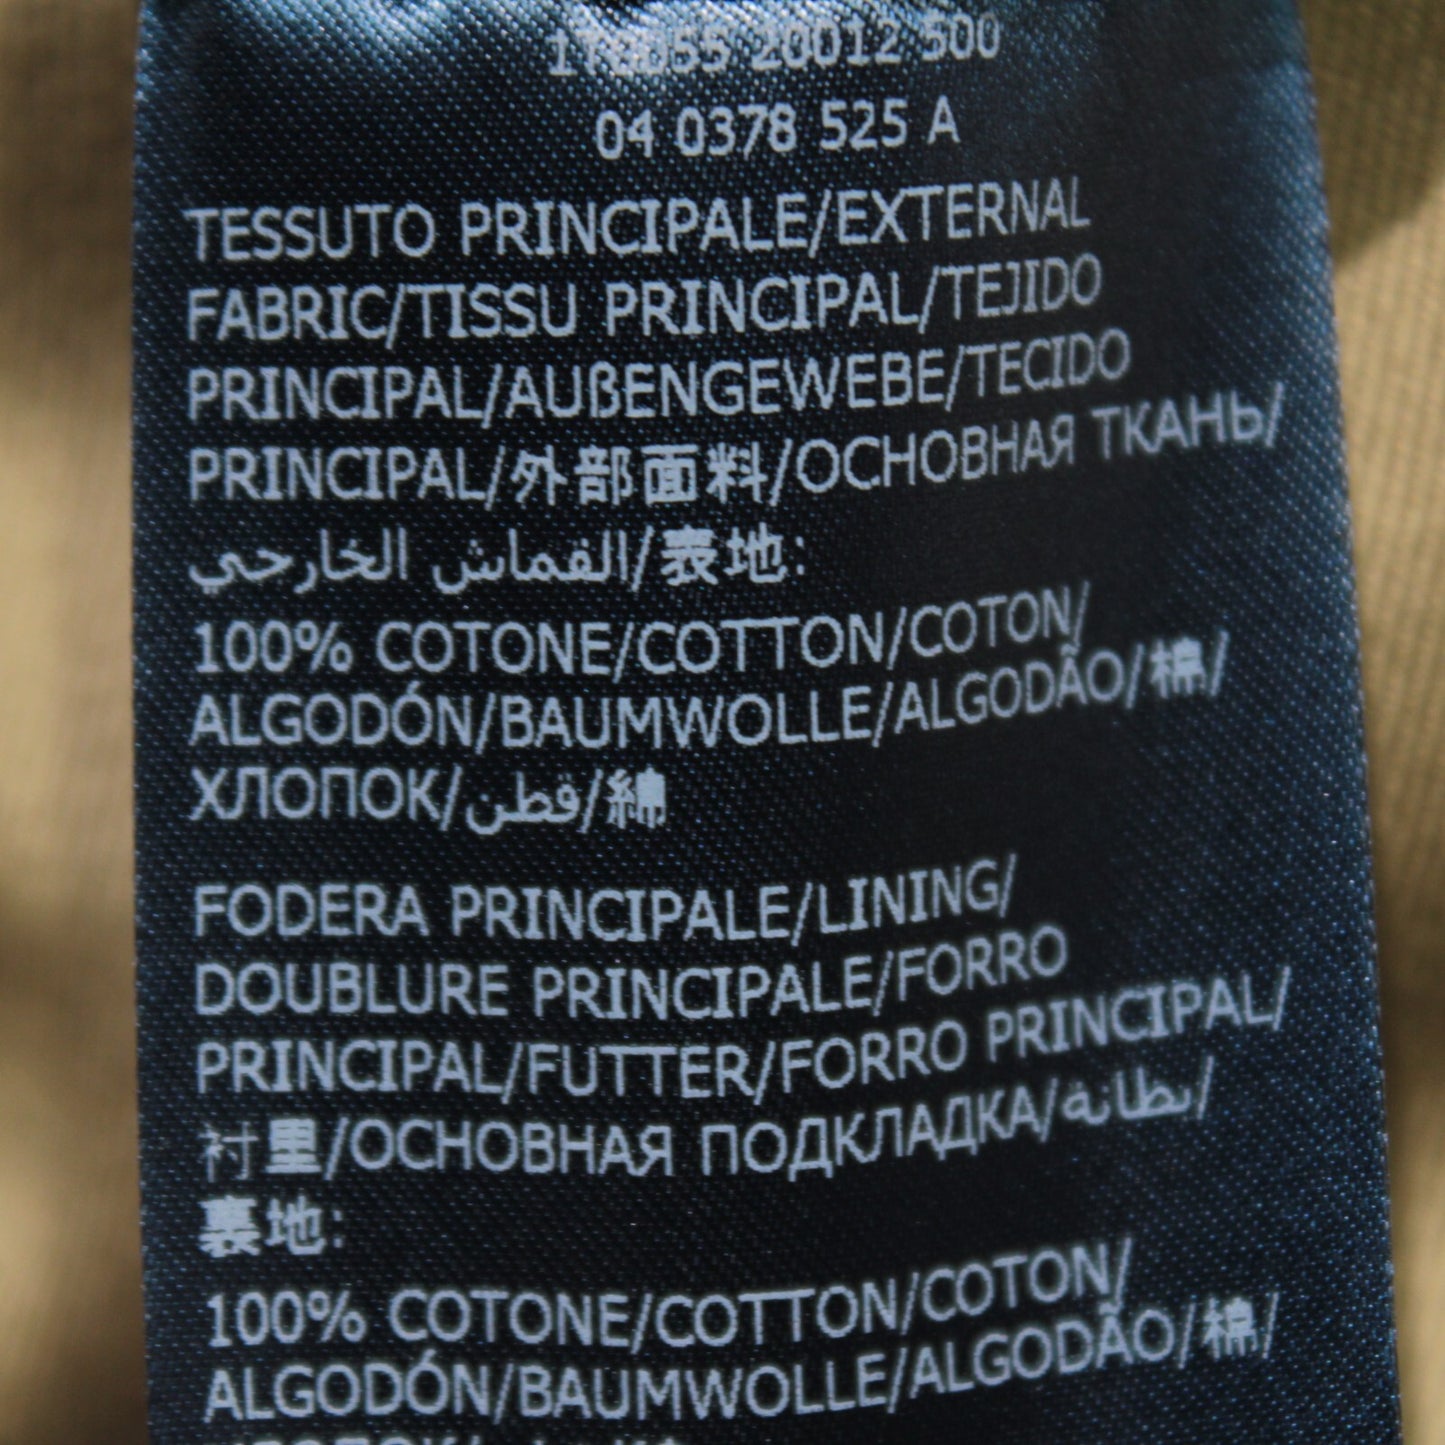 20012 500
04 0378 525 A
TESSUTO PRINCIPALE/EXTERNAL
FABRIC/TISSU PRINCIPAL/TEJIDO
PRINCIPAL/AUßENGEWEBE/TECIDO
PRINCIPAL/外部面料/ОСНОВНАЯ ТКАНЬ/
القماش الخارجي/表地:
100% COTONE/COTTON/COTON/
ALGODÓN/BAUMWOLLE/ALGODÃO/棉/
ХЛОПОК/قطن/綿
FODERA PRINCIPALE/LINING/
DOUBLURE PRINCIPALE/FORRO
PRINCIPAL/FUTTER/FORRO PRINCIPAL/
衬里/ОСНОВНАЯ ПОДКЛАДКА/بطانة/
裏地:
100% COTONE/COTTON/COTON/
ALGODÓN/BAUMWOLLE/ALGODÃO/棉/